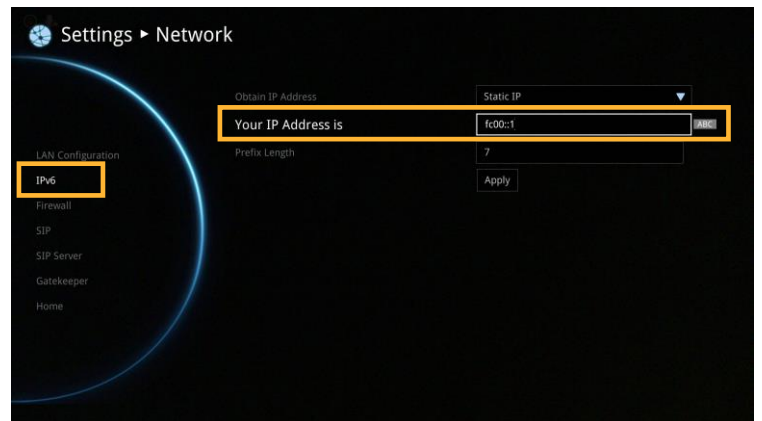 Settings ▸ Network
Obtain IP Address Static IP
Your IP Address is fc00::1 ABC
Prefix Length 7
Apply
LAN Configuration
IPv6
Firewall
SIP
SIP Server
Gatekeeper
Home